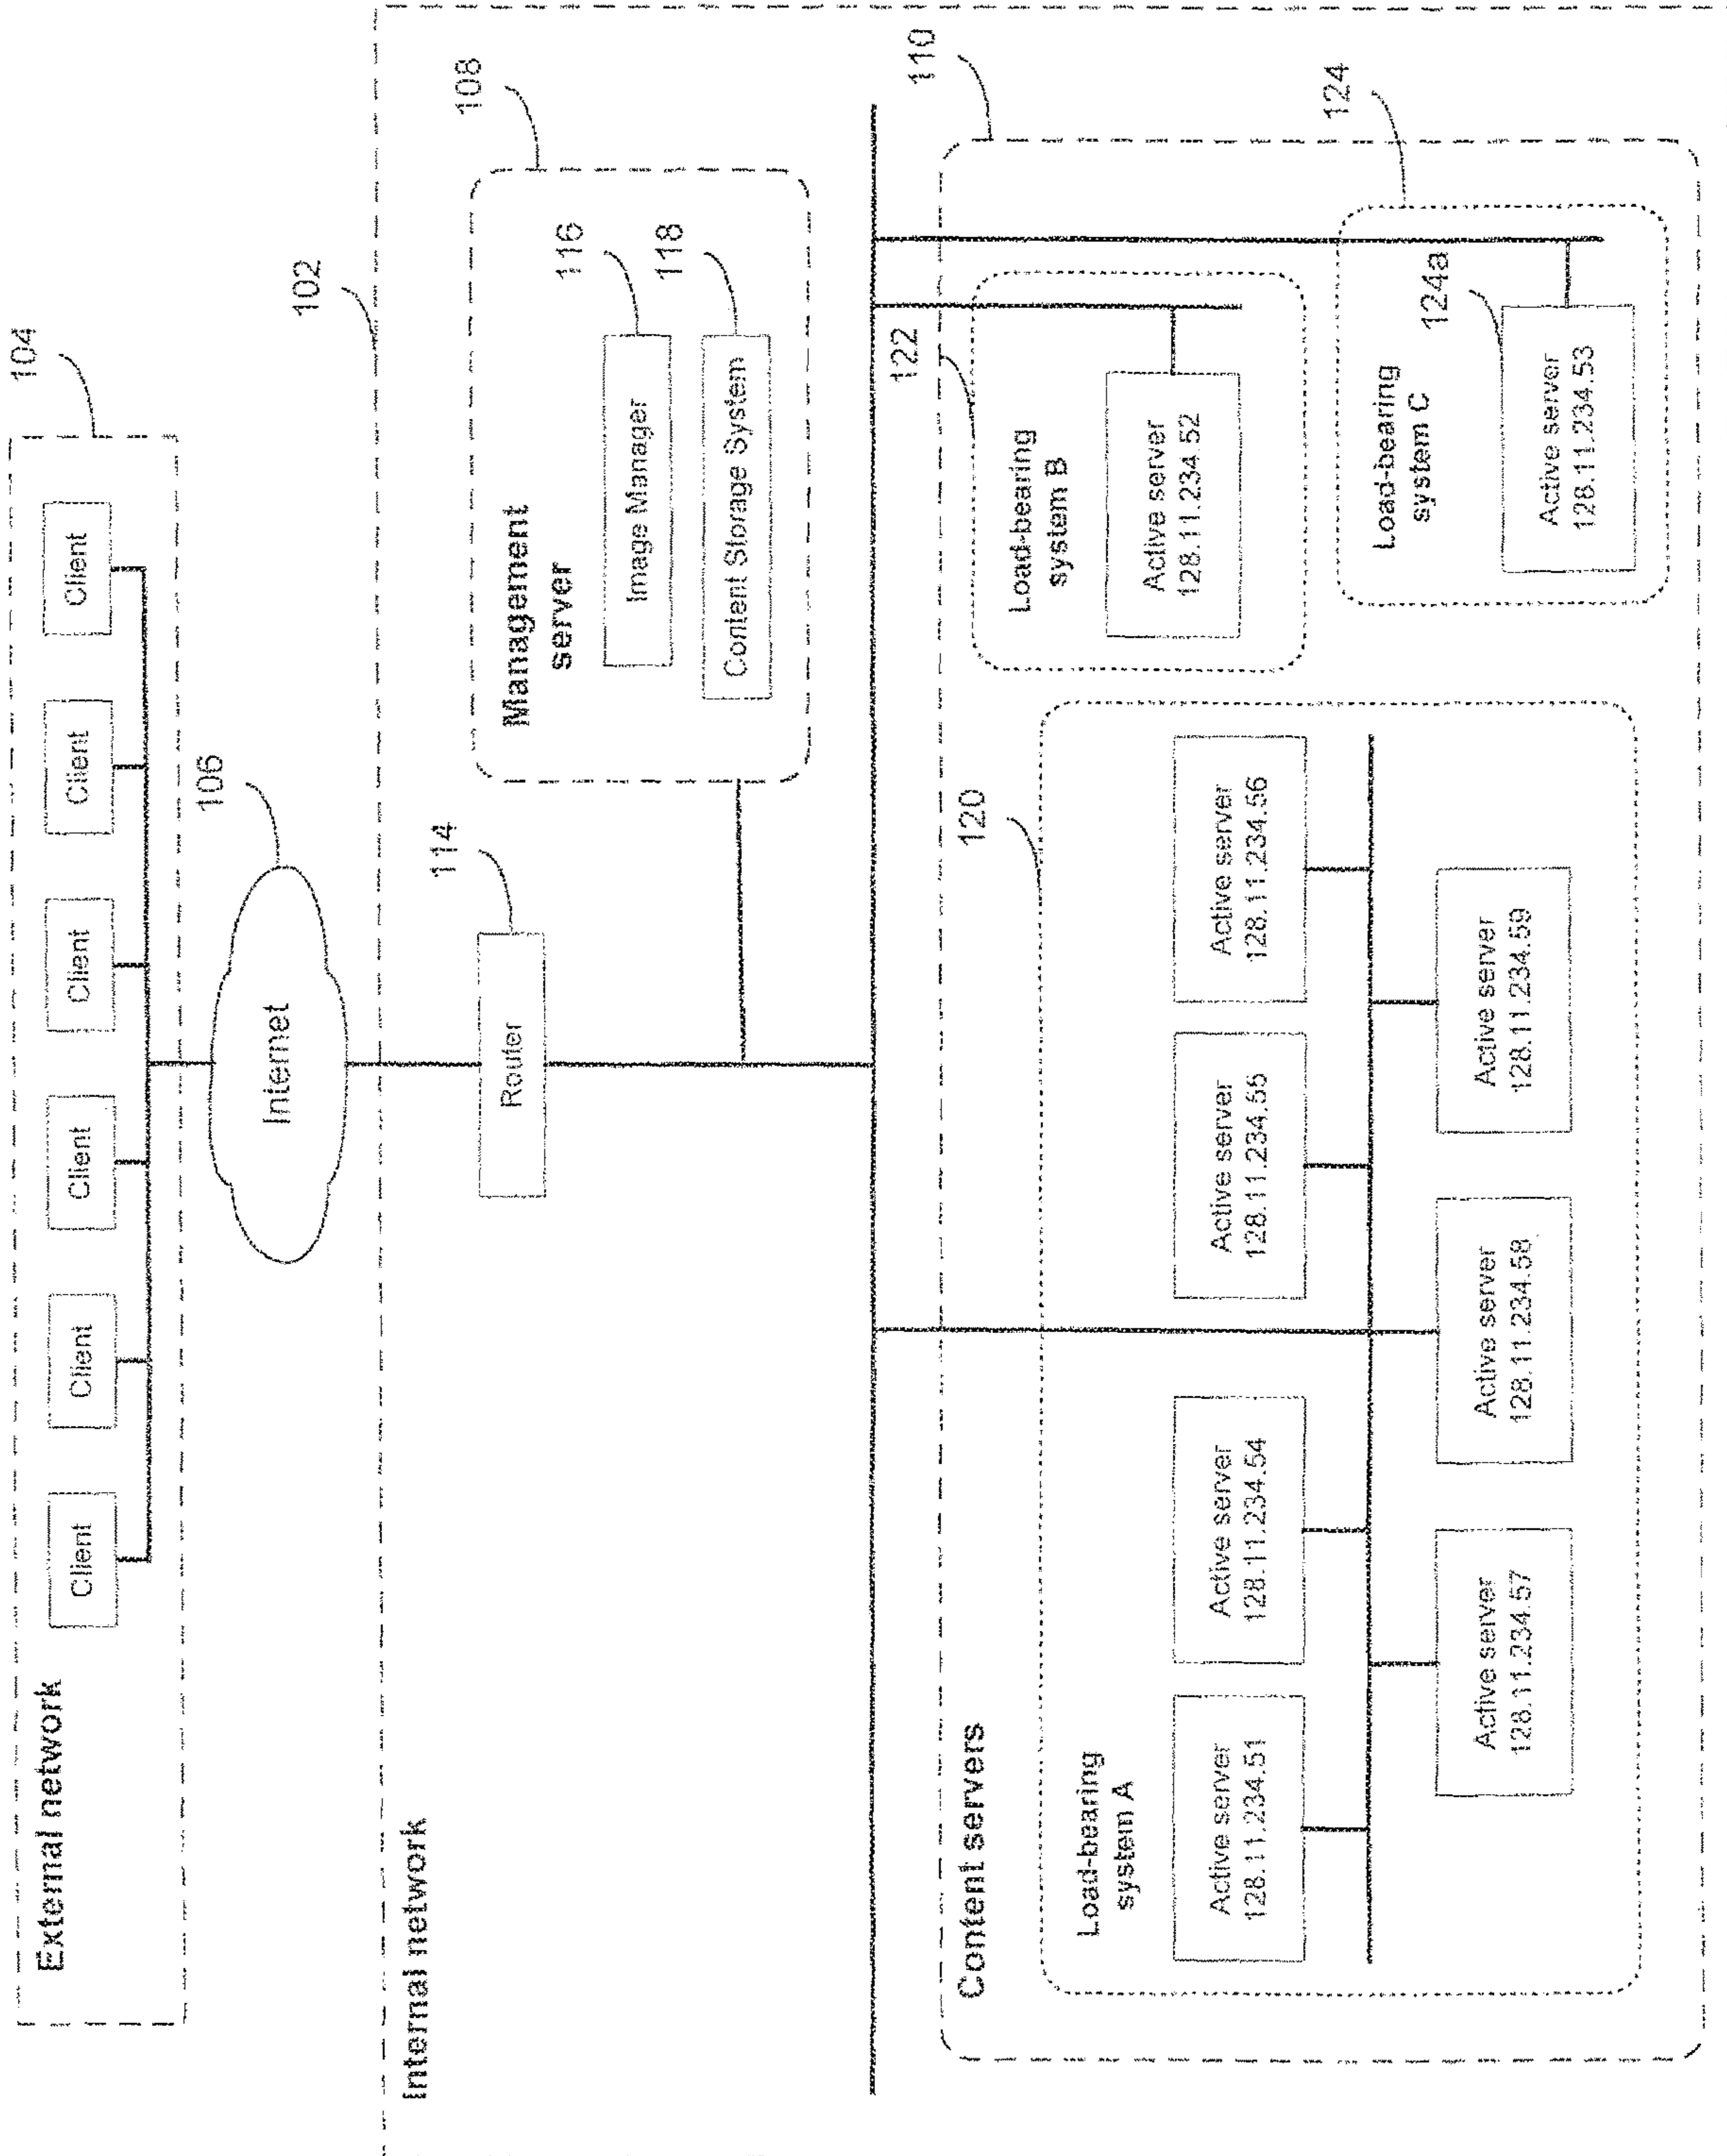 104
External network
Client
Client
Client
Client
Client
Client
106
Internet
102
Internal network
114
Router
108
Management
server
116
Image Manager
118
Content Storage System
110
Content servers
120
Load-bearing
system A
Active server
128.11.234.51
Active server
128.11.234.54
Active server
128.11.234.55
Active server
128.11.234.56
Active server
128.11.234.57
Active server
128.11.234.58
Active server
128.11.234.59
122
Load-bearing
system B
Active server
128.11.234.52
124
Load-bearing
system C
124a
Active server
128.11.234.53